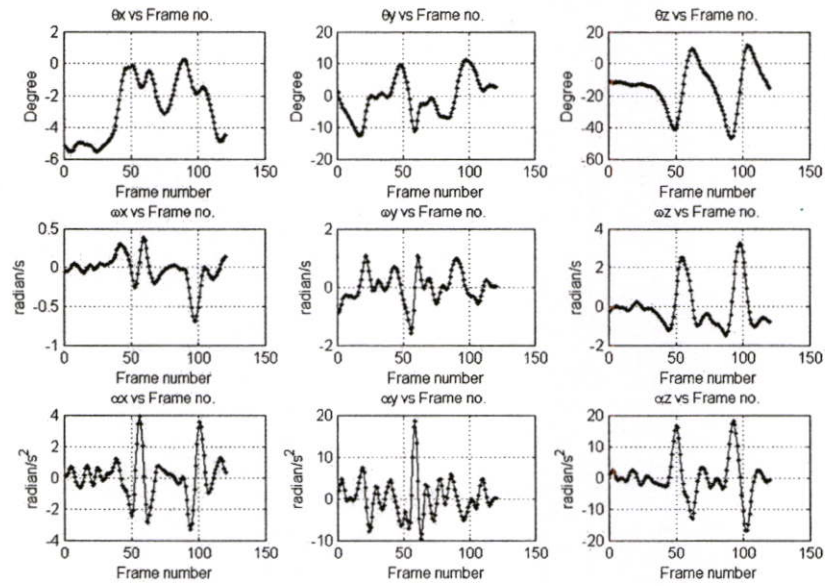 θx vs Frame no.
θy vs Frame no.
θz vs Frame no.
Degree
2
0
-2
-4
-6
0 50 100 150
Frame number
Degree
20
10
0
-10
-20
0 50 100 150
Frame number
Degree
20
0
-20
-40
-60
0 50 100 150
Frame number
ωx vs Frame no.
ωy vs Frame no.
ωz vs Frame no.
radian/s
0.5
0
-0.5
-1
0 50 100 150
Frame number
radian/s
2
0
-2
0 50 100 150
Frame number
radian/s
4
2
0
-2
0 50 100 150
Frame number
αx vs Frame no.
αy vs Frame no.
αz vs Frame no.
radian/s²
4
2
0
-2
-4
0 50 100 150
Frame number
radian/s²
20
10
0
-10
0 50 100 150
Frame number
radian/s²
20
10
0
-10
-20
0 50 100 150
Frame number